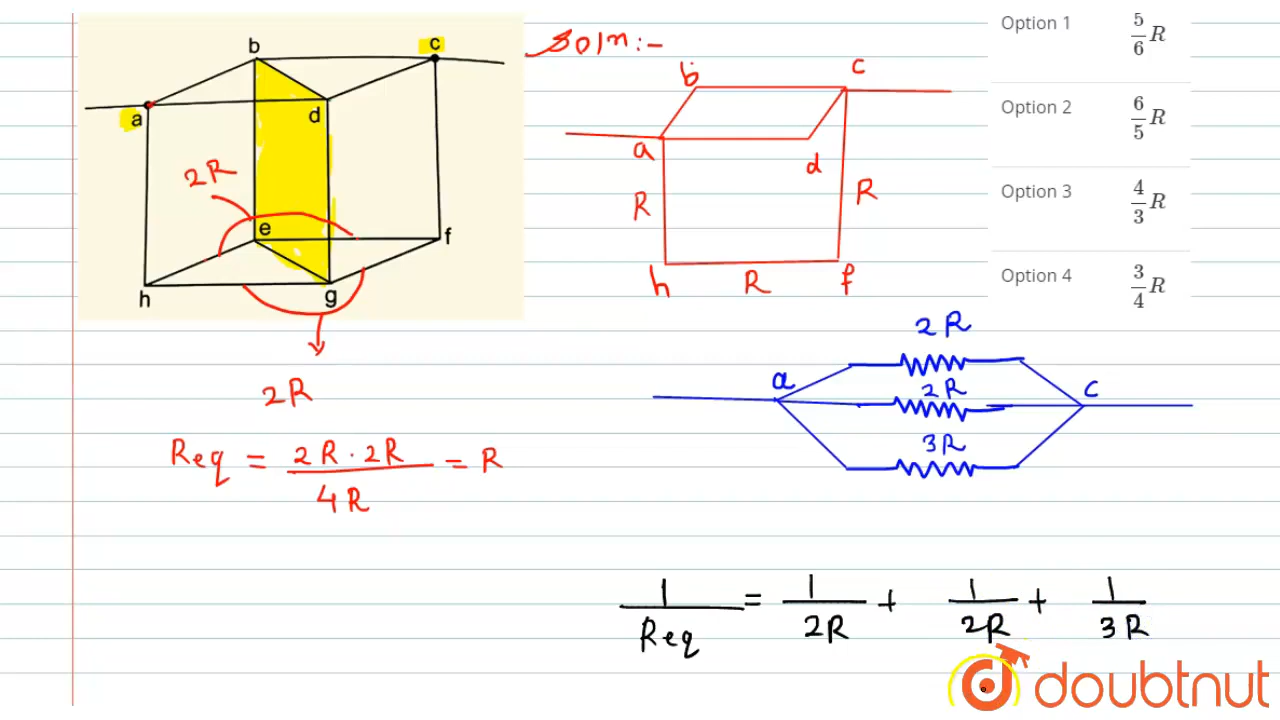 b
c
a
d
2R
e
f
h
g
2R
Req = 2R · 2R / 4R = R
Soln:-
b
c
a
d
R
R
h
R
f
2R
a
2R
c
3R
1/Req = 1/2R + 1/2R + 1/3R
Option 1 5/6 R
Option 2 6/5 R
Option 3 4/3 R
Option 4 3/4 R
doubtnut